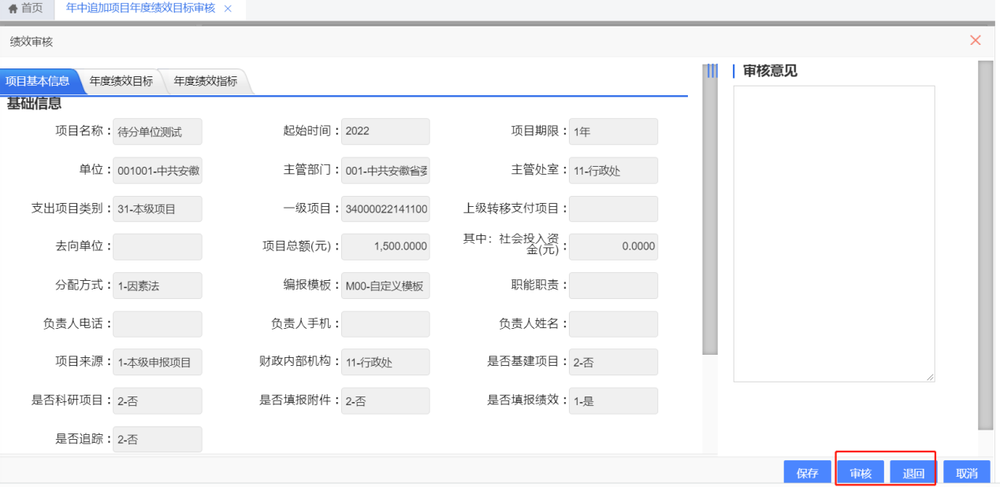 首页 年中追加项目年度绩效目标审核 ×
绩效审核
项目基本信息 年度绩效目标 年度绩效指标
审核意见
基础信息
项目名称： 待分单位测试 起始时间： 2022 项目期限： 1年
单位： 001001-中共安徽 主管部门： 001-中共安徽省委 主管处室： 11-行政处
支出项目类别： 31-本级项目 一级项目： 34000022141100 上级转移支付项目：
去向单位： 项目总额(元)： 1,500.0000 其中：社会投入资
金(元)： 0.0000
分配方式： 1-因素法 编报模板： M00-自定义模板 职能职责：
负责人电话： 负责人手机： 负责人姓名：
项目来源： 1-本级申报项目 财政内部机构： 11-行政处 是否基建项目： 2-否
是否科研项目： 2-否 是否填报附件： 2-否 是否填报绩效： 1-是
是否追踪： 2-否
保存 审核 退回 取消